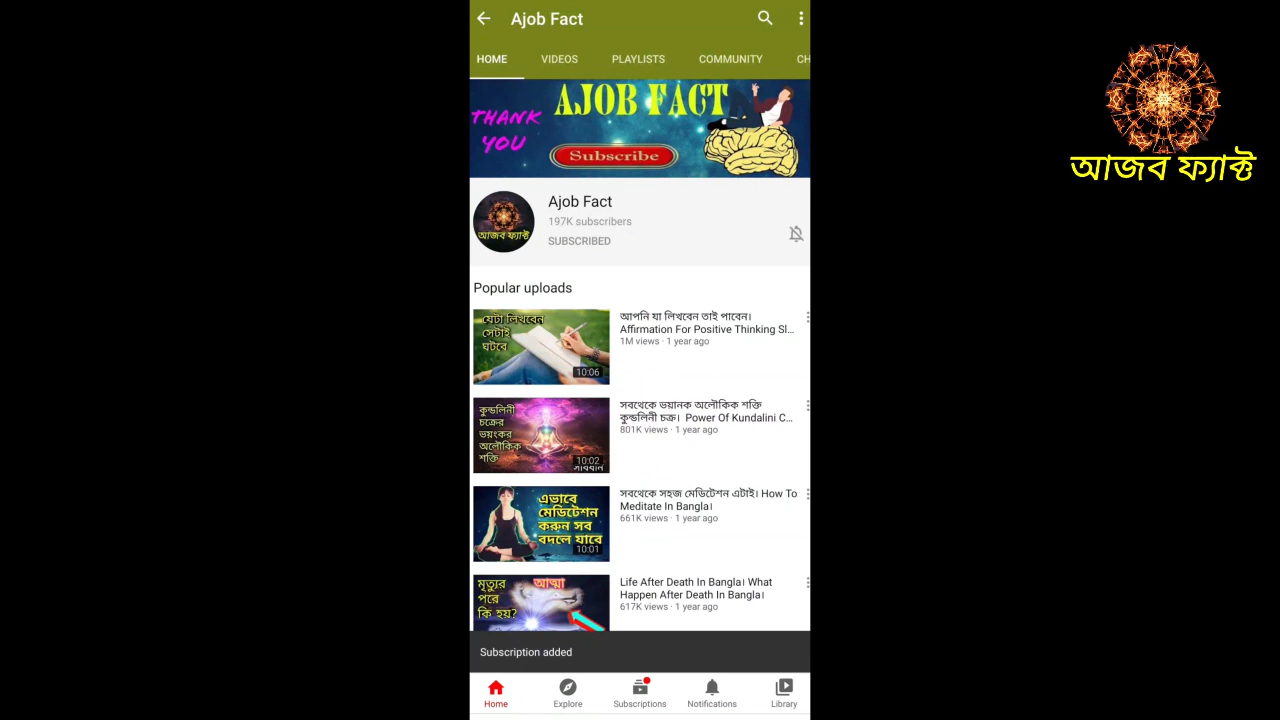 Ajob Fact
HOME VIDEOS PLAYLISTS COMMUNITY CH
THANK YOU
AJOB FACT
Subscribe
আজব ফ্যাক্ট
Ajob Fact
197K subscribers
SUBSCRIBED
আজব ফ্যাক্ট
Popular uploads
যেটা লিখবেন
সেটাই
ঘটবে
10:06
আপনি যা লিখবেন তাই পাবেন।
Affirmation For Positive Thinking Sl...
1M views · 1 year ago
কুন্ডলিনী
চক্রের
ভয়ংকর
অলৌকিক
শক্তি
10:02
সাবধান
সবথেকে ভয়ানক অলৌকিক শক্তি
কুন্ডলিনী চক্র। Power Of Kundalini C...
801K views · 1 year ago
এভাবে
মেডিটেশন
করুন সব
বদলে যাবে
10:01
সবথেকে সহজ মেডিটেশন এটাই। How To
Meditate In Bangla।
661K views · 1 year ago
মৃত্যুর
পরে
কি হয়?
আত্মা
Life After Death In Bangla। What
Happen After Death In Bangla।
617K views · 1 year ago
Subscription added
Home Explore Subscriptions Notifications Library